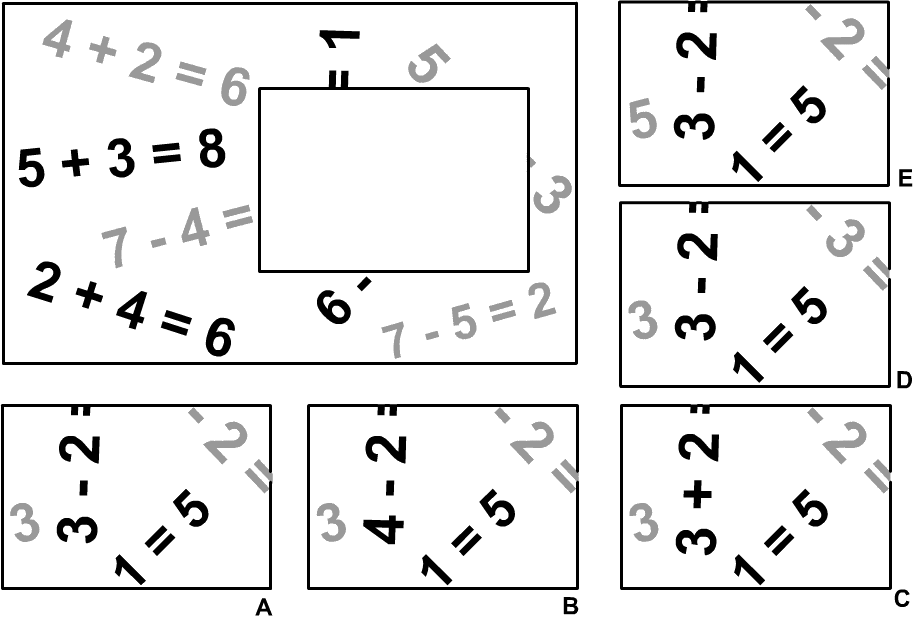 4 + 2 = 6
= 1
5
5 + 3 = 8
3
7 - 4 =
2 + 4 = 6
6 -
7 - 5 = 2
3 - 2 =
- 2 =
5
1 = 5
E
3 - 2 =
- 3 =
3
1 = 5
D
3 - 2 =
- 2 =
3
1 = 5
A
4 - 2 =
- 2 =
3
1 = 5
B
3 + 2 =
- 2 =
3
1 = 5
C